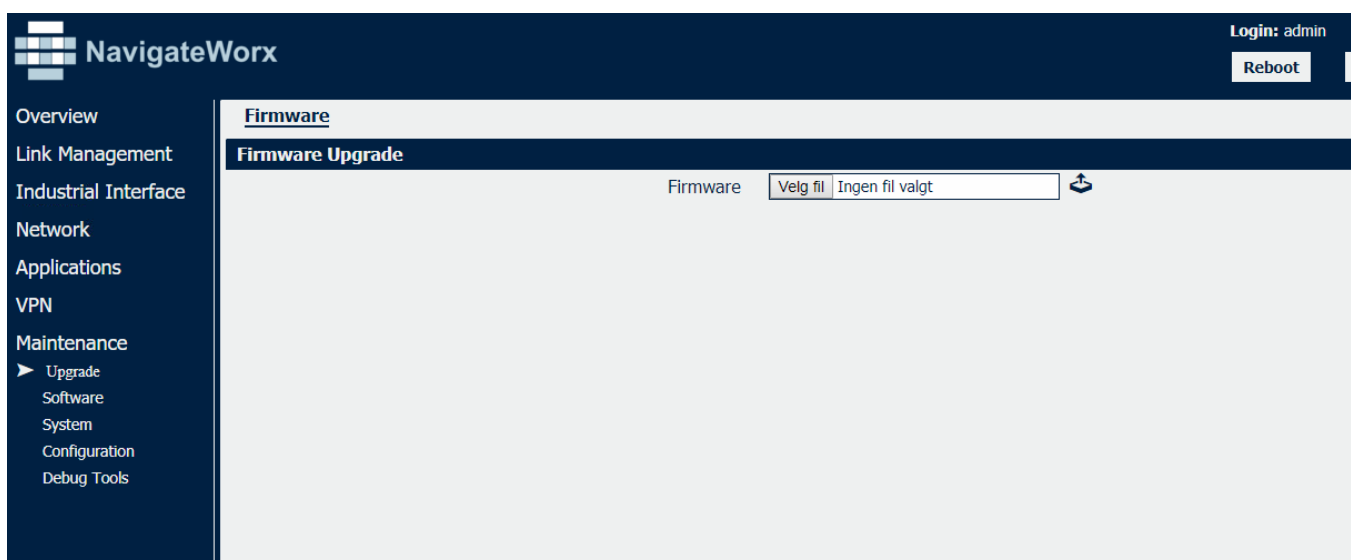 NavigateWorx
Login: admin
Reboot
Overview
Link Management
Industrial Interface
Network
Applications
VPN
Maintenance
Upgrade
Software
System
Configuration
Debug Tools
Firmware
Firmware Upgrade
Firmware Velg fil Ingen fil valgt